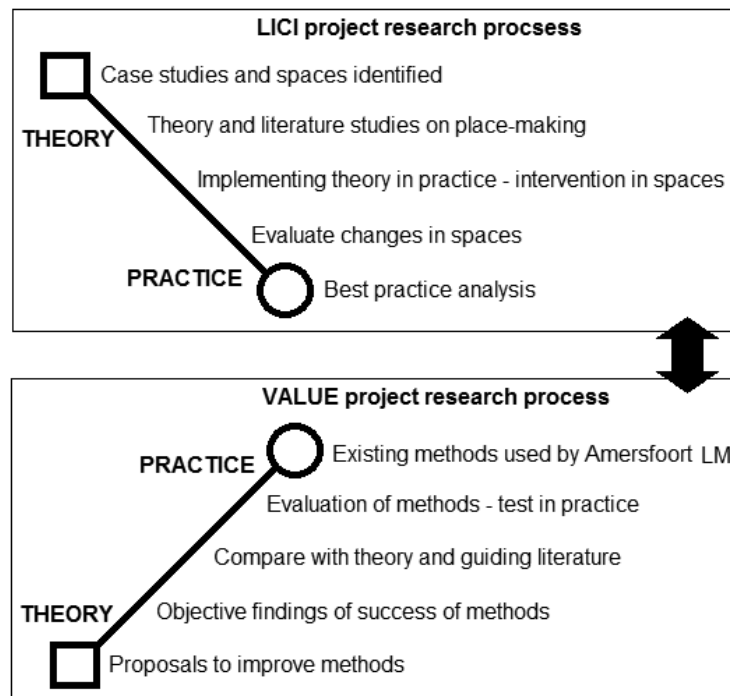 LICI project research procsess
Case studies and spaces identified
THEORY
Theory and literature studies on place-making
Implementing theory in practice - intervention in spaces
Evaluate changes in spaces
PRACTICE
Best practice analysis
VALUE project research process
PRACTICE
Existing methods used by Amersfoort LM
Evaluation of methods - test in practice
Compare with theory and guiding literature
THEORY
Objective findings of success of methods
Proposals to improve methods